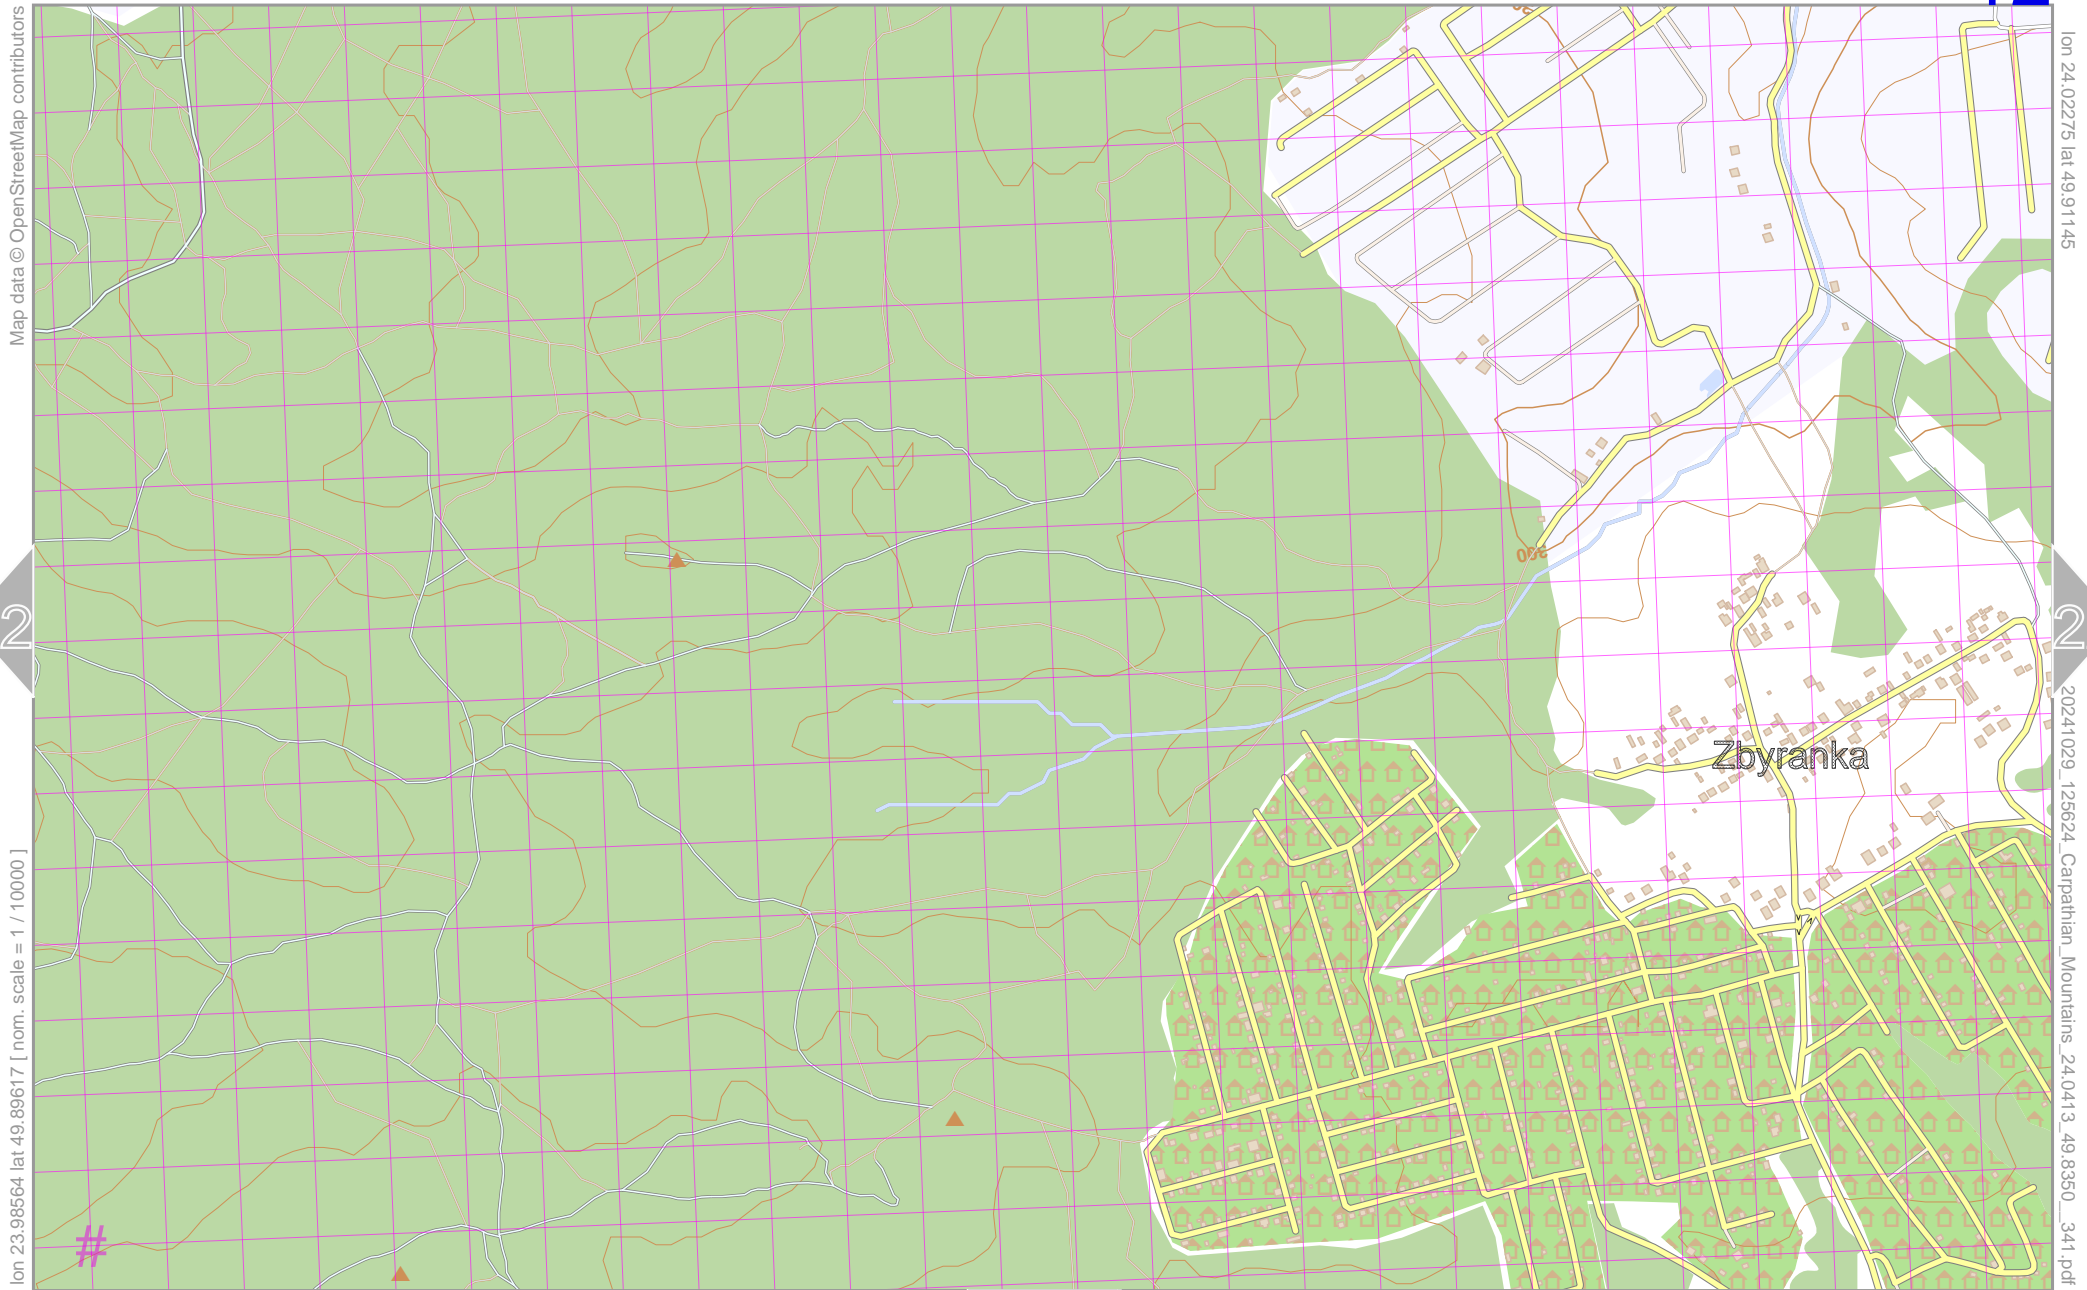 Map data © OpenStreetMap contributors
lon 23.98564 lat 49.89617 [ nom. scale = 1 / 10000 ]
lon 24.02275 lat 49.91145
20241029_125624_Carpathian_Mountains_24.0413_49.8350__341.pdf
2
2
300
Zbyranka
#